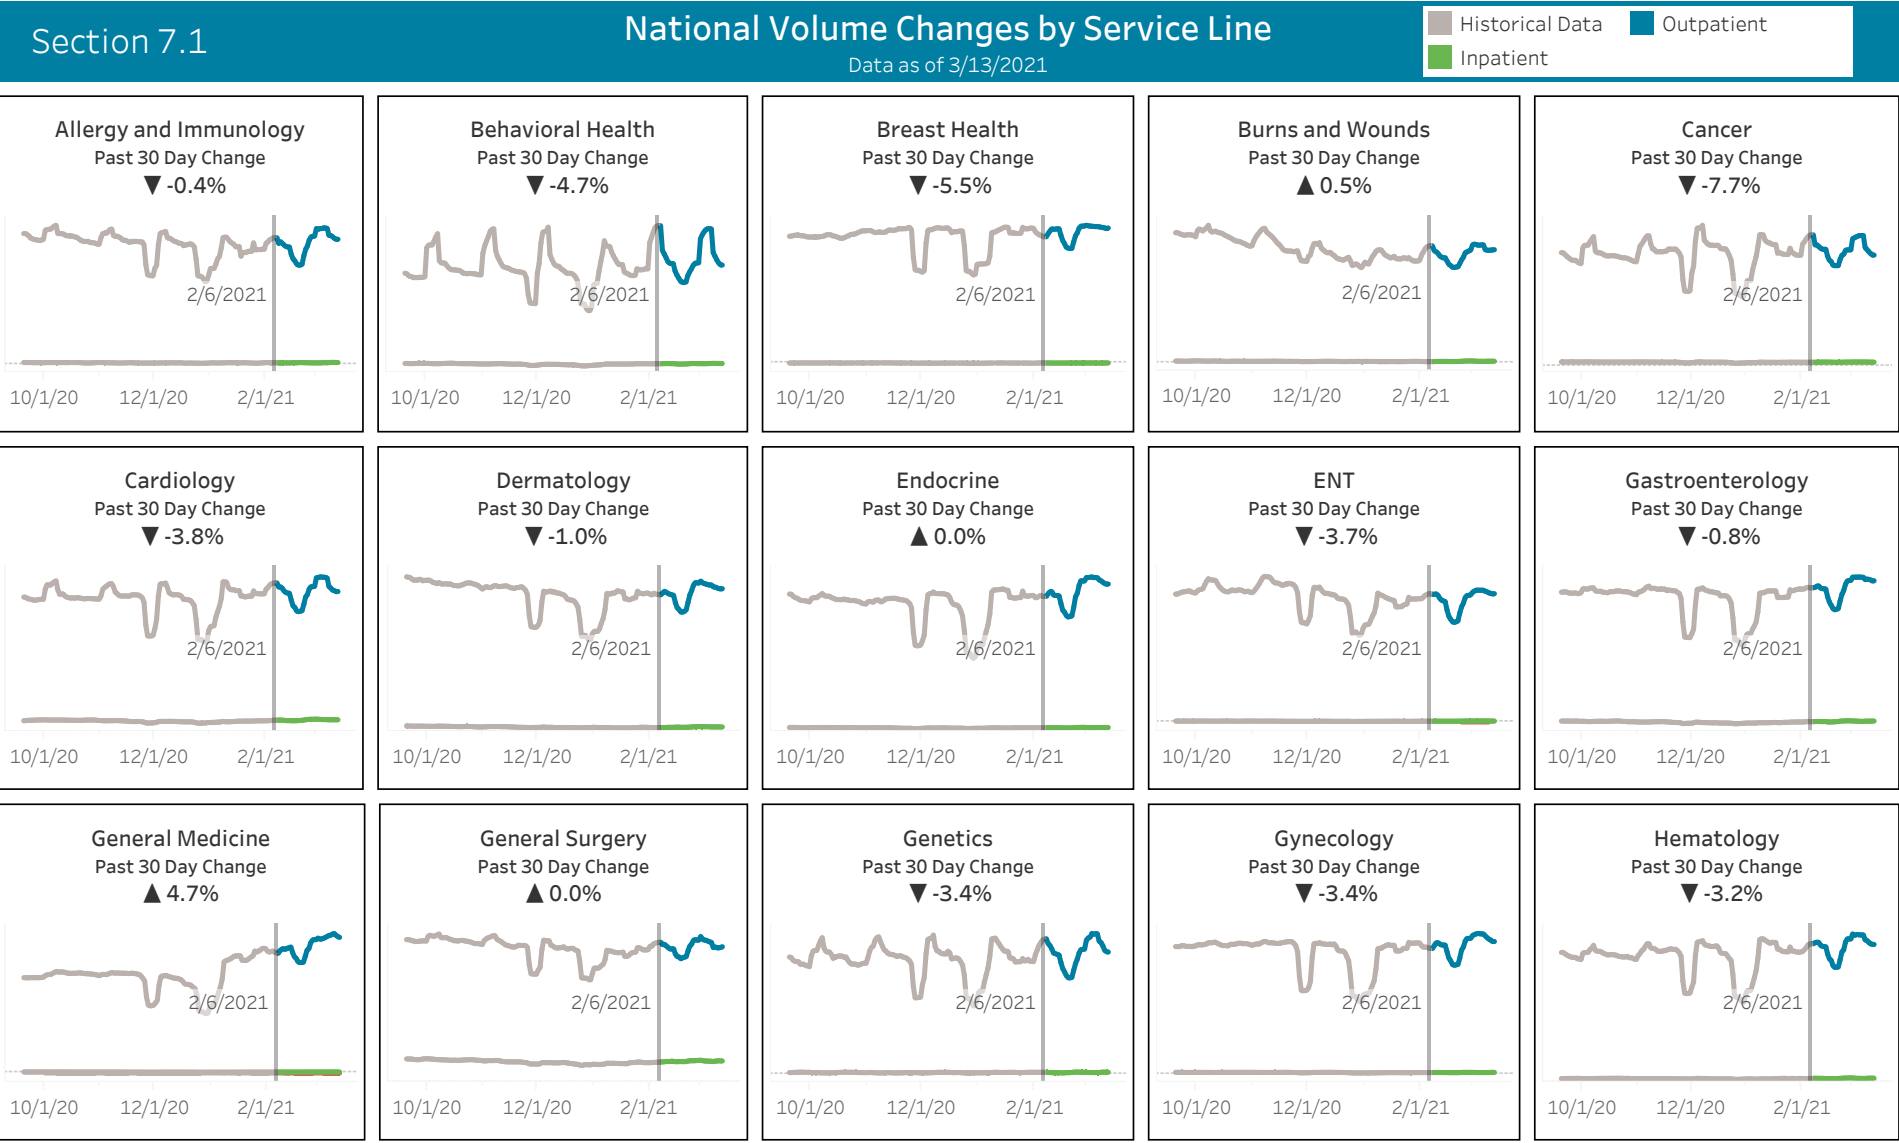 Section 7.1
National Volume Changes by Service Line
Data as of 3/13/2021
Historical Data
Outpatient
Inpatient
Allergy and Immunology
Past 30 Day Change
▼ -0.4%
2/6/2021
10/1/20 12/1/20 2/1/21
Behavioral Health
Past 30 Day Change
▼ -4.7%
2/6/2021
10/1/20 12/1/20 2/1/21
Breast Health
Past 30 Day Change
▼ -5.5%
2/6/2021
10/1/20 12/1/20 2/1/21
Burns and Wounds
Past 30 Day Change
▲ 0.5%
2/6/2021
10/1/20 12/1/20 2/1/21
Cancer
Past 30 Day Change
▼ -7.7%
2/6/2021
10/1/20 12/1/20 2/1/21
Cardiology
Past 30 Day Change
▼ -3.8%
2/6/2021
10/1/20 12/1/20 2/1/21
Dermatology
Past 30 Day Change
▼ -1.0%
2/6/2021
10/1/20 12/1/20 2/1/21
Endocrine
Past 30 Day Change
▲ 0.0%
2/6/2021
10/1/20 12/1/20 2/1/21
ENT
Past 30 Day Change
▼ -3.7%
2/6/2021
10/1/20 12/1/20 2/1/21
Gastroenterology
Past 30 Day Change
▼ -0.8%
2/6/2021
10/1/20 12/1/20 2/1/21
General Medicine
Past 30 Day Change
▲ 4.7%
2/6/2021
10/1/20 12/1/20 2/1/21
General Surgery
Past 30 Day Change
▲ 0.0%
2/6/2021
10/1/20 12/1/20 2/1/21
Genetics
Past 30 Day Change
▼ -3.4%
2/6/2021
10/1/20 12/1/20 2/1/21
Gynecology
Past 30 Day Change
▼ -3.4%
2/6/2021
10/1/20 12/1/20 2/1/21
Hematology
Past 30 Day Change
▼ -3.2%
2/6/2021
10/1/20 12/1/20 2/1/21